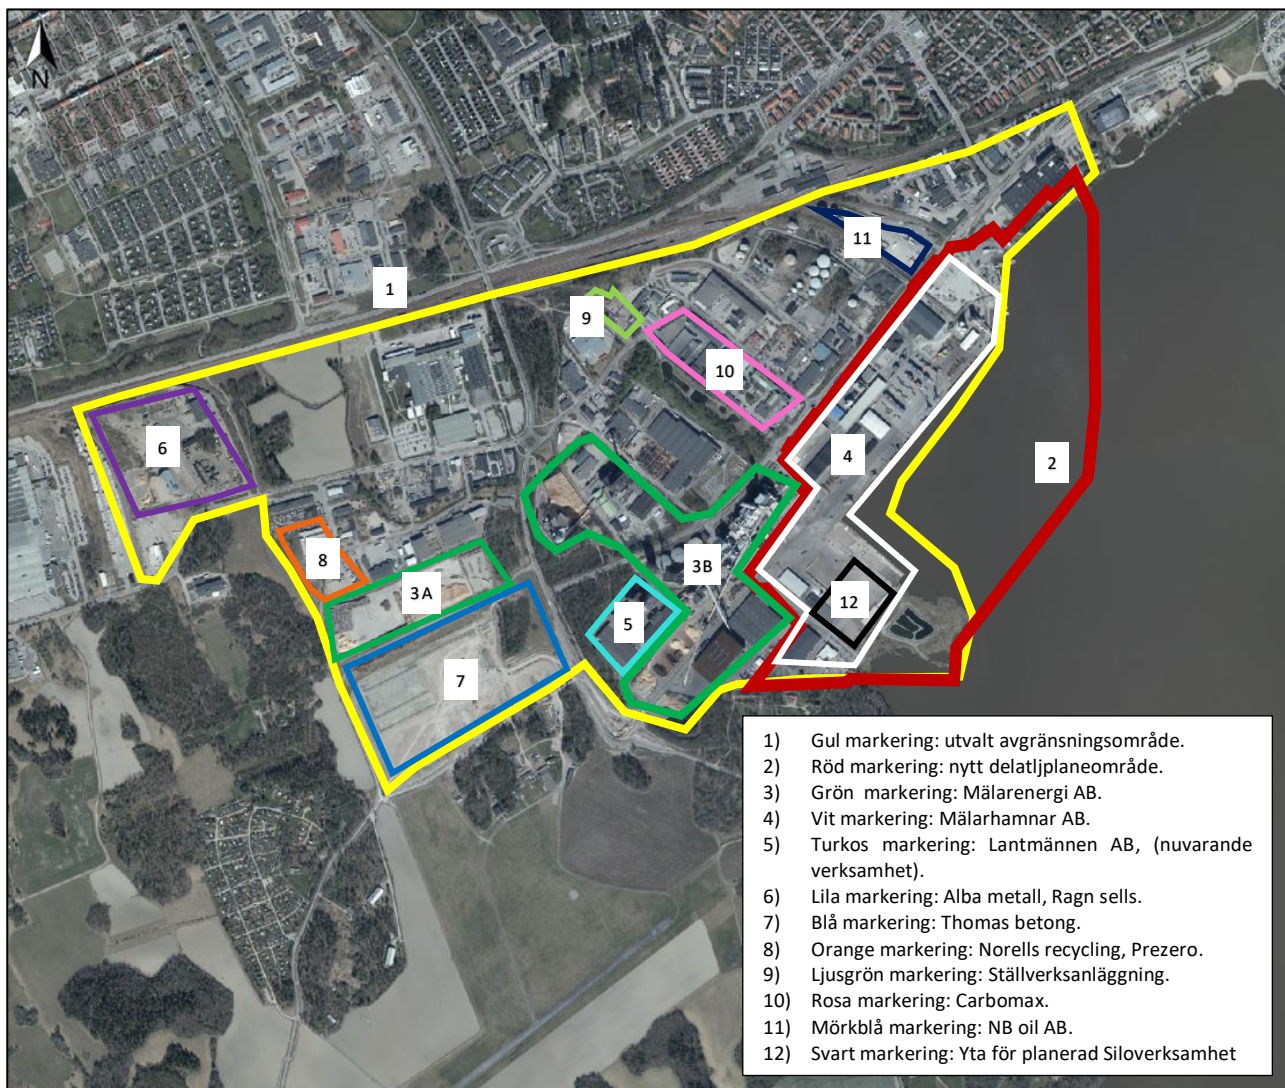 N
1
11
9
10
6
4
2
8
3A
3B
12
5
7
1) Gul markering: utvalt avgränsningsområde.
2) Röd markering: nytt delatljplaneområde.
3) Grön markering: Mälarenergi AB.
4) Vit markering: Mälarhamnar AB.
5) Turkos markering: Lantmännen AB, (nuvarande
verksamhet).
6) Lila markering: Alba metall, Ragn sells.
7) Blå markering: Thomas betong.
8) Orange markering: Norells recycling, Prezero.
9) Ljusgrön markering: Ställverksanläggning.
10) Rosa markering: Carbomax.
11) Mörkblå markering: NB oil AB.
12) Svart markering: Yta för planerad Siloverksamhet